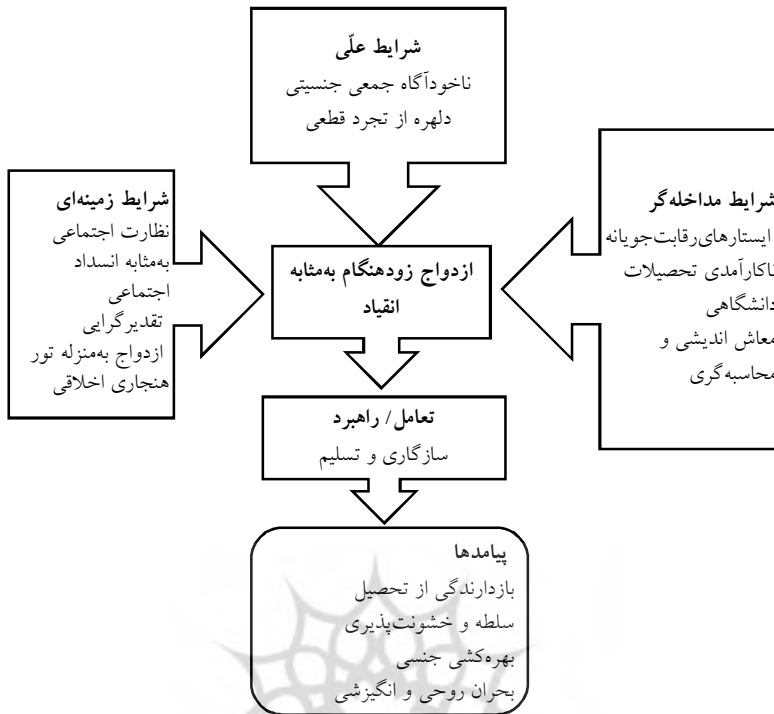 شرایط علّی
ناخودآگاه جمعی جنسیتی
دلهره از تجرد قطعی
شرایط مداخله‌گر
ایستارهای‌رقابت‌جویانه
ناکارآمدی تحصیلات
دانشگاهی
معاش اندیشی و
محاسبه‌گری
شرایط زمینه‌ای
نظارت اجتماعی
به‌مثابه انسداد
اجتماعی
تقدیرگرایی
ازدواج به‌منزله تور
هنجاری اخلاقی
ازدواج زودهنگام به‌مثابه
انقیاد
تعامل/ راهبرد
سازگاری و تسلیم
پیامدها
بازدارندگی از تحصیل
سلطه و خشونت‌پذیری
بهره‌کشی جنسی
بحران روحی و انگیزشی